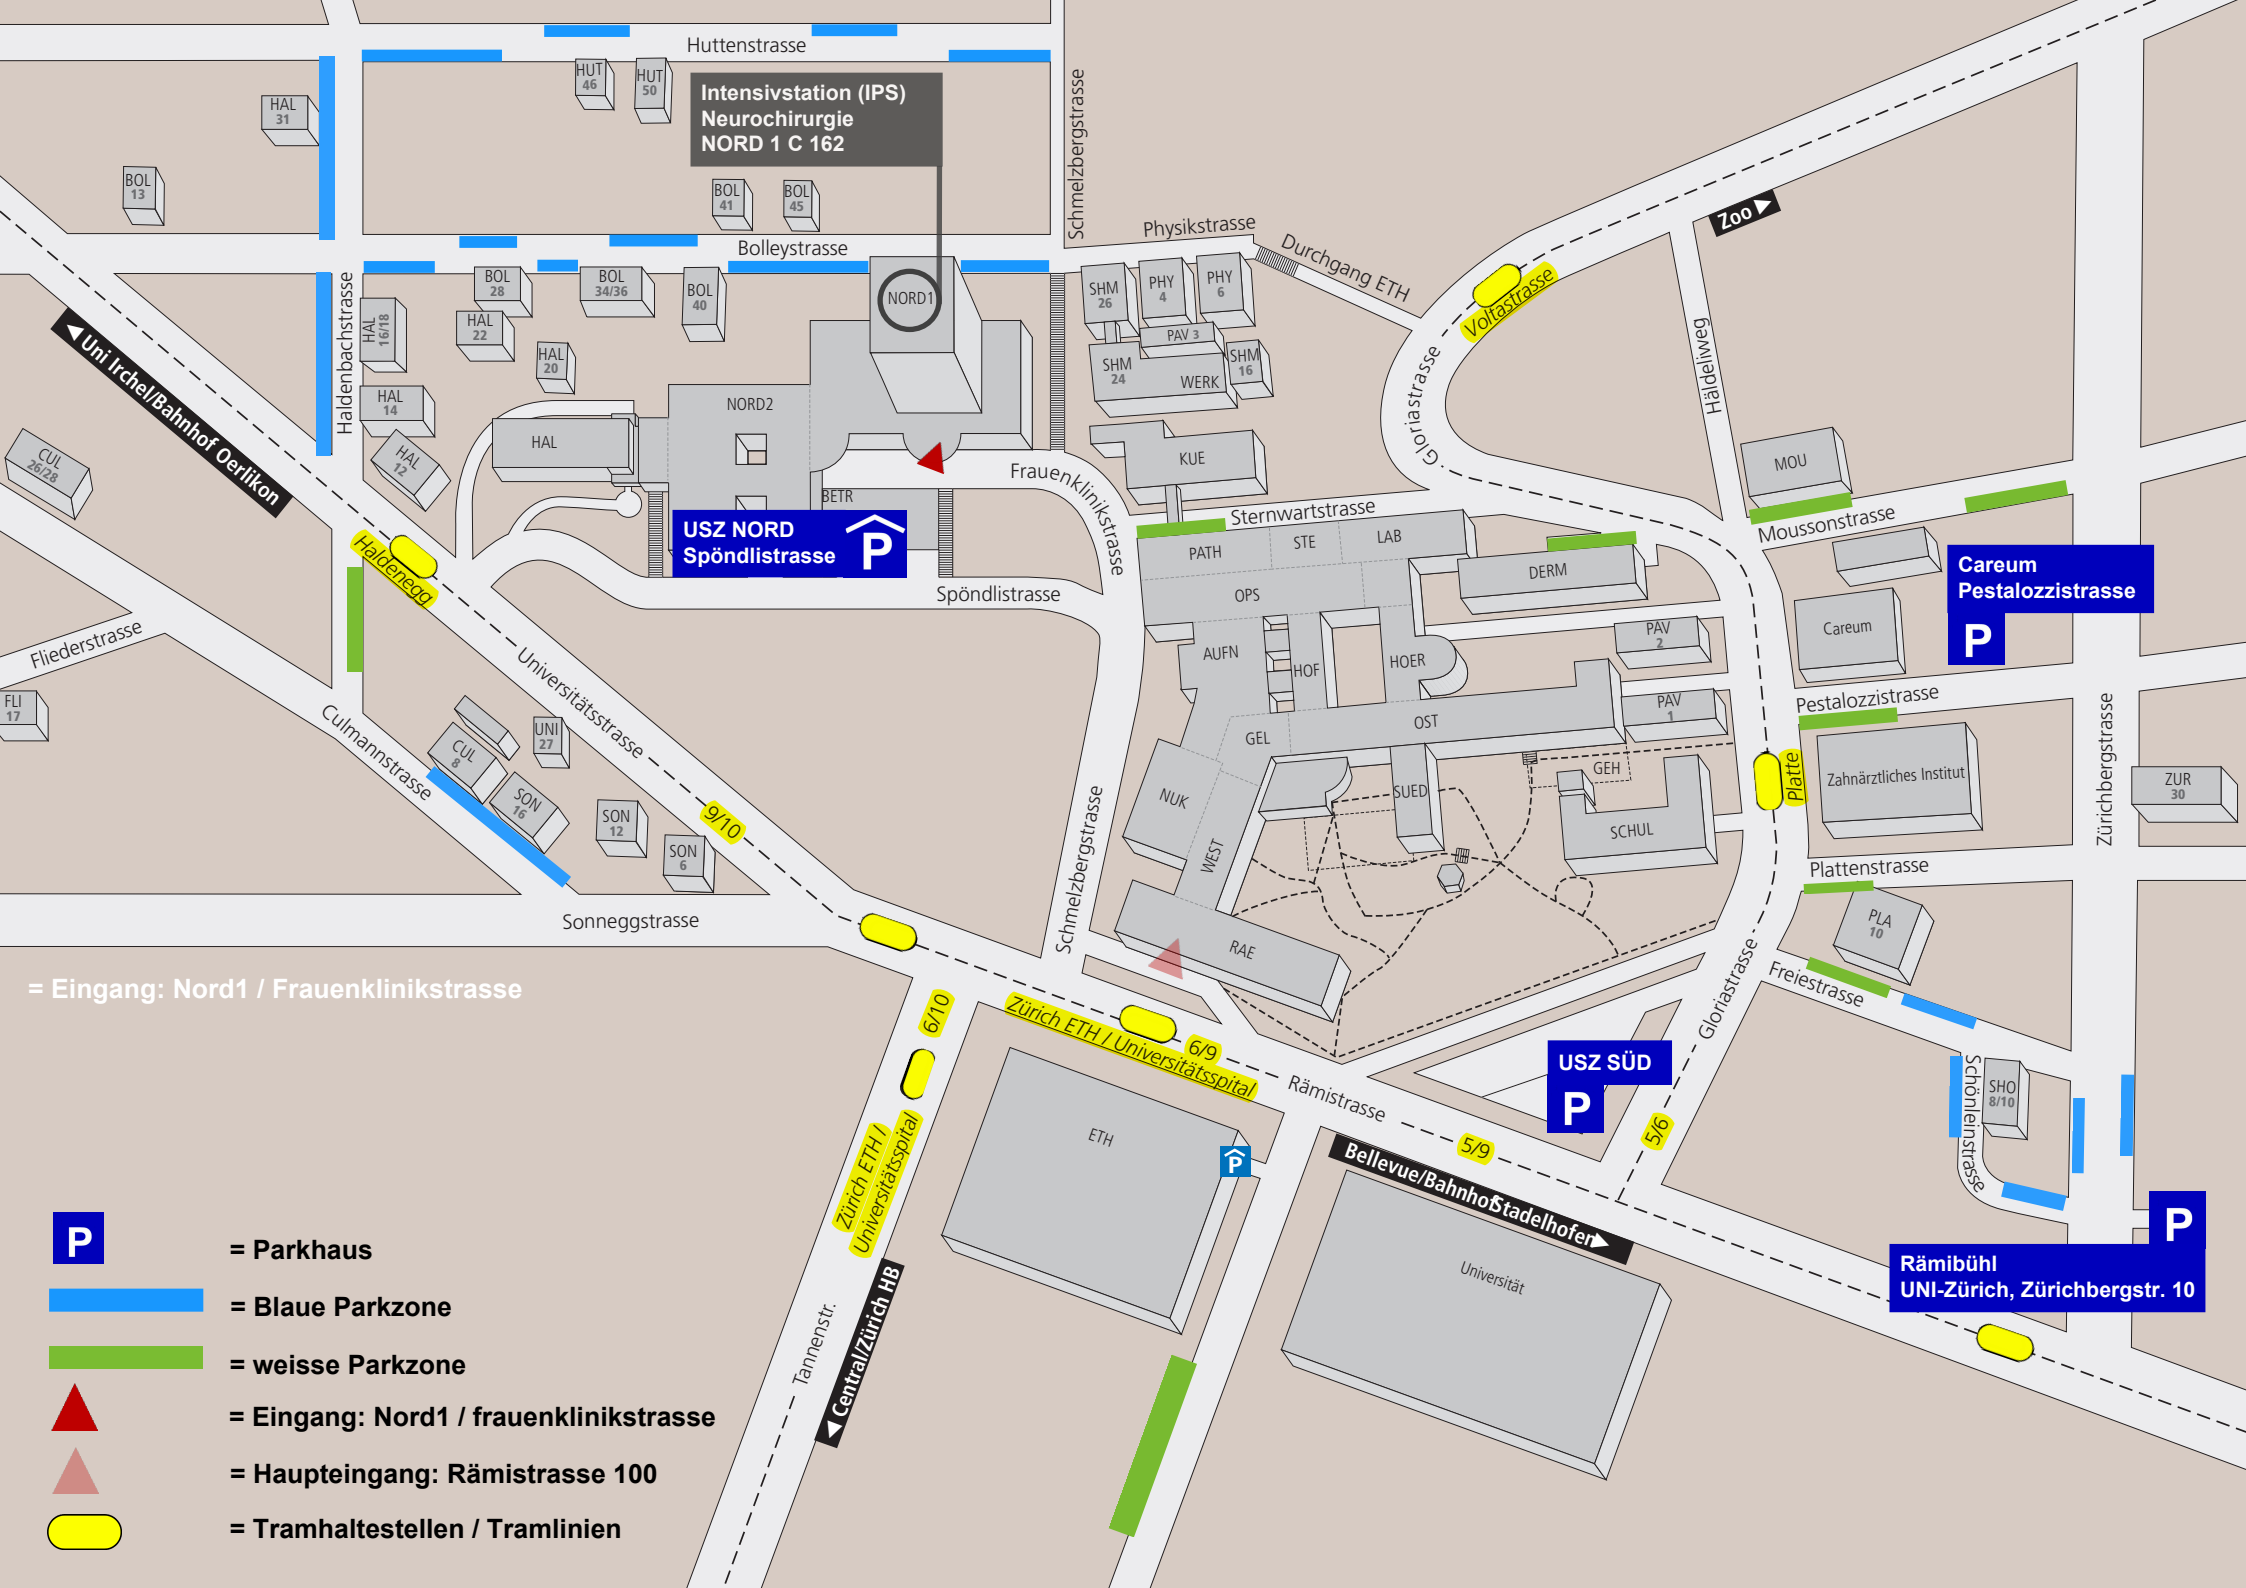 Huttenstrasse
HUT
46
HUT
50
HAL
31
BOL
13
Intensivstation (IPS)
Neurochirurgie
NORD 1 C 162
BOL
41
BOL
45
Schmelzbergstrasse
Bolleystrasse
Physikstrasse
Durchgang ETH
Zoo
Voltastrasse
Haldenbachstrasse
BOL
28
BOL
34/36
BOL
40
NORD1
SHM
26
PHY
4
PHY
6
PAV 3
HAL
16/18
HAL
22
HAL
20
SHM
24
WERK
SHM
16
Gloriastrasse
Häldeliweg
Uni Irchel/Bahnhof Oerlikon
HAL
14
NORD2
HAL
HAL
12
CUL
26/28
KUE
MOU
Frauenklinikstrasse
BETR
Sternwartstrasse
Moussonstrasse
USZ NORD
Spöndlistrasse
P
PATH
STE
LAB
DERM
Careum
Pestalozzistrasse
P
Haldenegg
Spöndlistrasse
OPS
Fliederstrasse
AUFN
HOF
HOER
PAV
2
Careum
FLI
17
Universitätsstrasse
Culmannstrasse
UNI
27
CUL
8
SON
16
SON
12
SON
6
GEL
OST
PAV
1
Pestalozzistrasse
Zürichbergstrasse
NUK
SUED
GEH
Platte
Zahnärztliches Institut
ZUR
30
9/10
Schmelzbergstrasse
WEST
SCHUL
Plattenstrasse
Sonneggstrasse
RAE
PLA
10
Gloriastrasse
Freiestrasse
= Eingang: Nord1 / Frauenklinikstrasse
6/10
Zürich ETH / Universitätsspital
6/9
Rämistrasse
USZ SÜD
P
5/6
5/9
Schönleinstrasse
SHO
8/10
ETH
P
Zürich ETH /
Universitätsspital
Bellevue/Bahnhof Stadelhofen
Universität
P
Rämibühl
UNI-Zürich, Zürichbergstr. 10
Central/Zürich HB
Tannenstr.
P
= Parkhaus
= Blaue Parkzone
= weisse Parkzone
= Eingang: Nord1 / frauenklinikstrasse
= Haupteingang: Rämistrasse 100
= Tramhaltestellen / Tramlinien